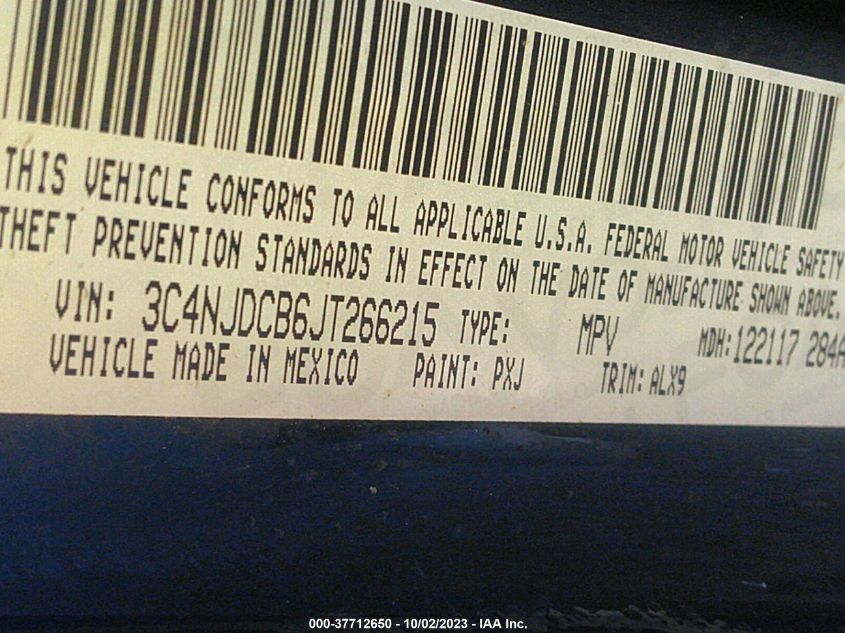 THIS VEHICLE CONFORMS TO ALL APPLICABLE U.S.A. FEDERAL MOTOR VEHICLE SAFETY
THEFT PREVENTION STANDARDS IN EFFECT ON THE DATE OF MANUFACTURE SHOWN ABOVE.
VIN: 3C4NJDCB6JT266215 TYPE: MPV MDH: 122117 284A
VEHICLE MADE IN MEXICO PAINT: PXJ TRIM: ALX9
000-37712650 - 10/02/2023 - IAA Inc.